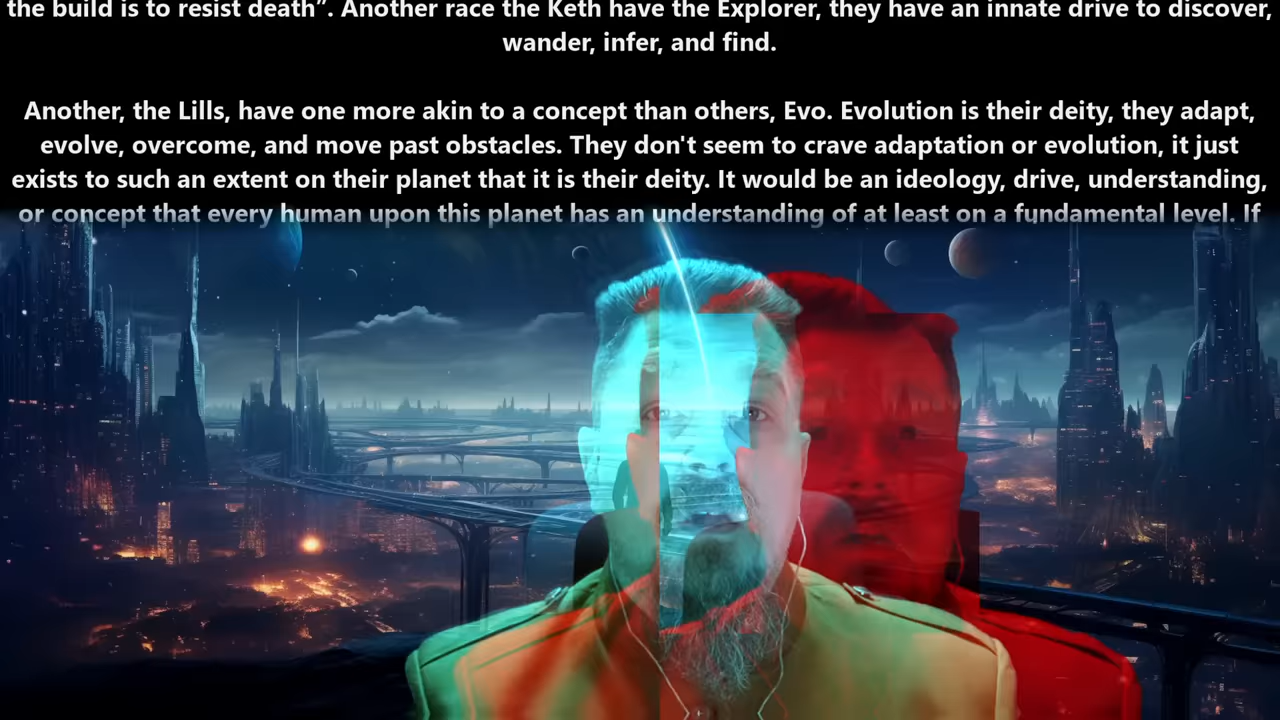 the build is to resist death”. Another race the Keth have the Explorer, they have an innate drive to discover,
wander, infer, and find.
Another, the Lills, have one more akin to a concept than others, Evo. Evolution is their deity, they adapt,
evolve, overcome, and move past obstacles. They don't seem to crave adaptation or evolution, it just
exists to such an extent on their planet that it is their deity. It would be an ideology, drive, understanding,
or concept that every human upon this planet has an understanding of at least on a fundamental level. If